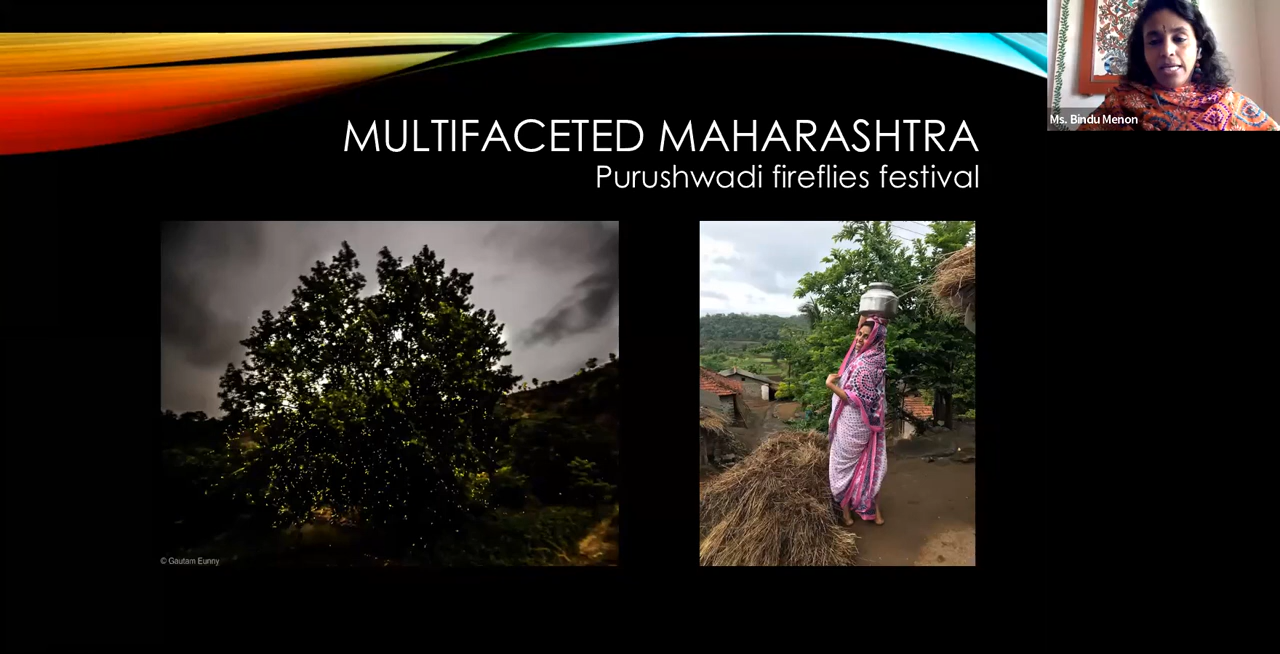 MULTIFACETED MAHARASHTRA
Purushwadi fireflies festival
Ms. Bindu Menon
© Gautam Eunny